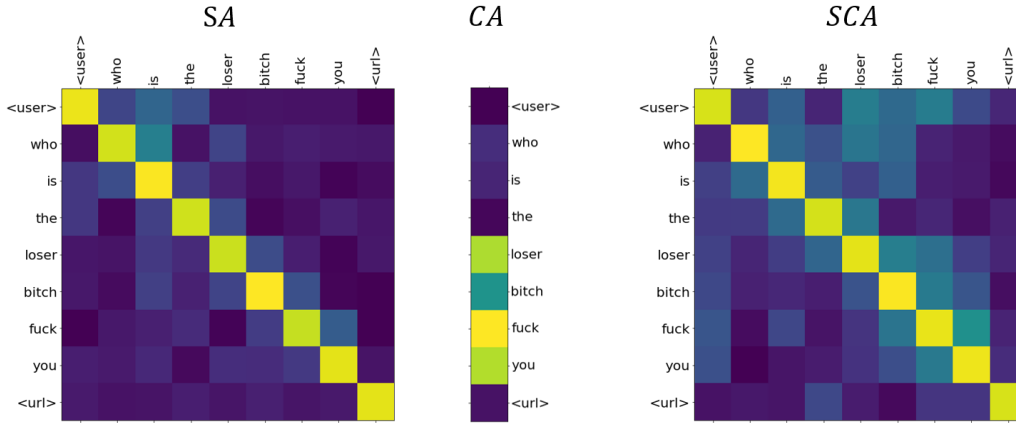 SA CA SCA
<user> who is the loser bitch fuck you <url>
<user> who is the loser bitch fuck you <url>
<user> <user> <user>
who who who
is is is
the the the
loser loser loser
bitch bitch bitch
fuck fuck fuck
you you you
<url> <url> <url>